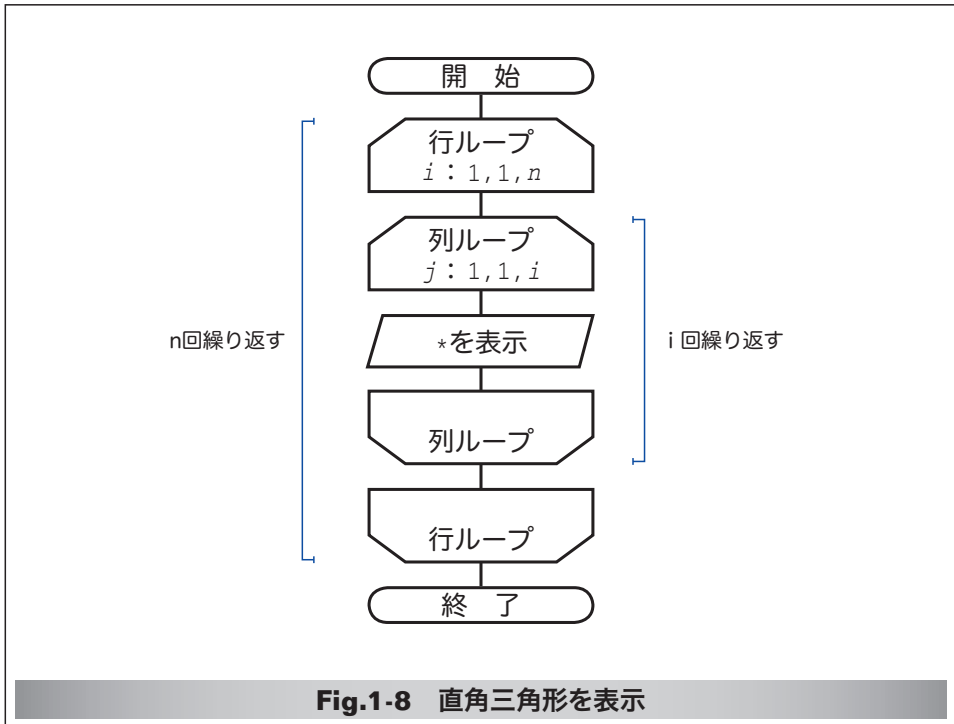 開 始
行ループ
i：1,1,n
列ループ
j：1,1,i
n回繰り返す
*を表示
i 回繰り返す
列ループ
行ループ
終 了
Fig.1-8 直角三角形を表示